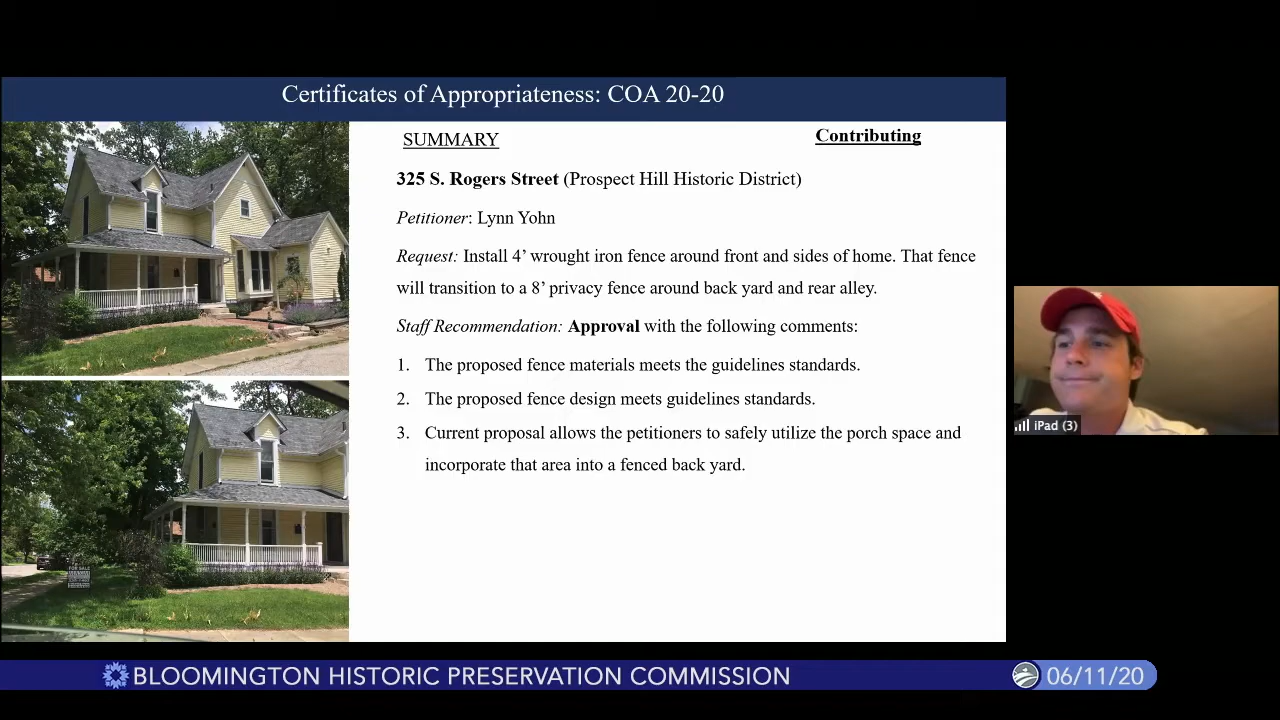 Certificates of Appropriateness: COA 20-20
SUMMARY
Contributing
325 S. Rogers Street (Prospect Hill Historic District)
Petitioner: Lynn Yohn
Request: Install 4’ wrought iron fence around front and sides of home. That fence
will transition to a 8’ privacy fence around back yard and rear alley.
Staff Recommendation: Approval with the following comments:
1. The proposed fence materials meets the guidelines standards.
2. The proposed fence design meets guidelines standards.
3. Current proposal allows the petitioners to safely utilize the porch space and
incorporate that area into a fenced back yard.
FOR SALE
iPad (3)
BLOOMINGTON HISTORIC PRESERVATION COMMISSION
06/11/20